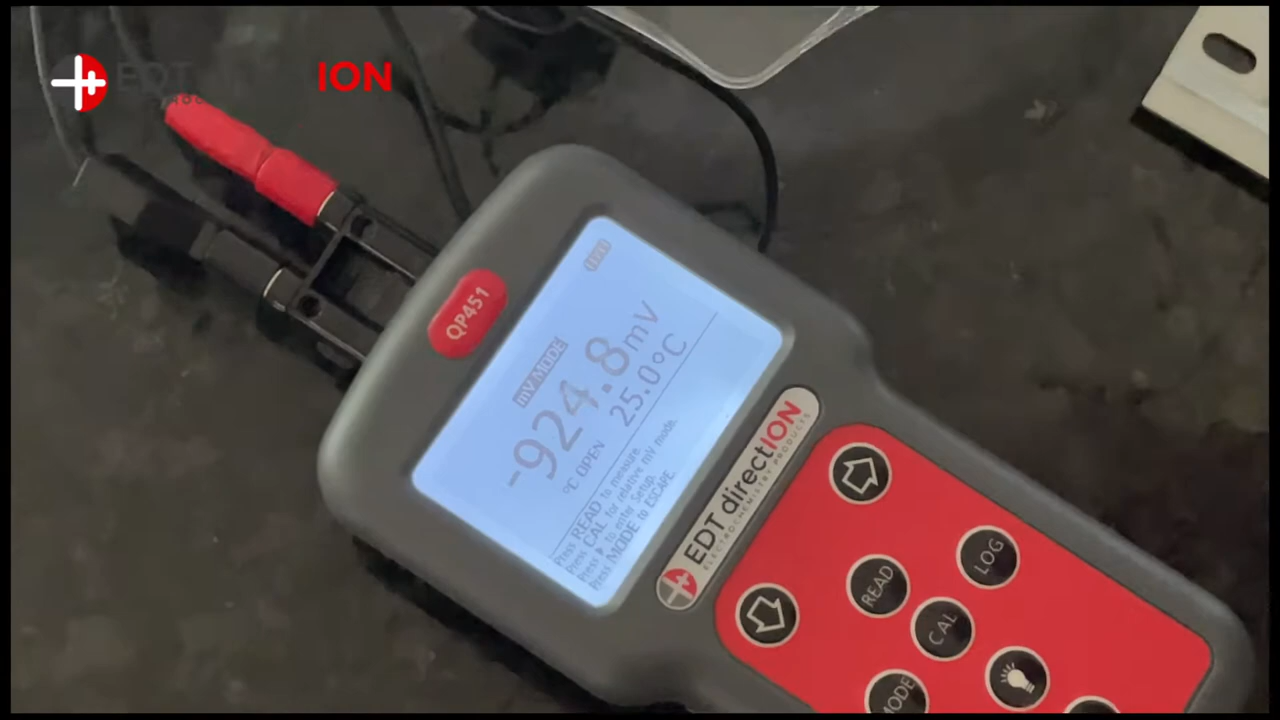 EDT
ION
QP451
mV MODE
-924.8mV
°C OPEN 25.0°C
Press READ to measure.
Press CAL for relative mV mode.
Press ▶ to enter Setup.
Press MODE to ESCAPE.
EDT directION
ELECTROCHEMISTRY PRODUCTS
LOG
READ
CAL
MODE